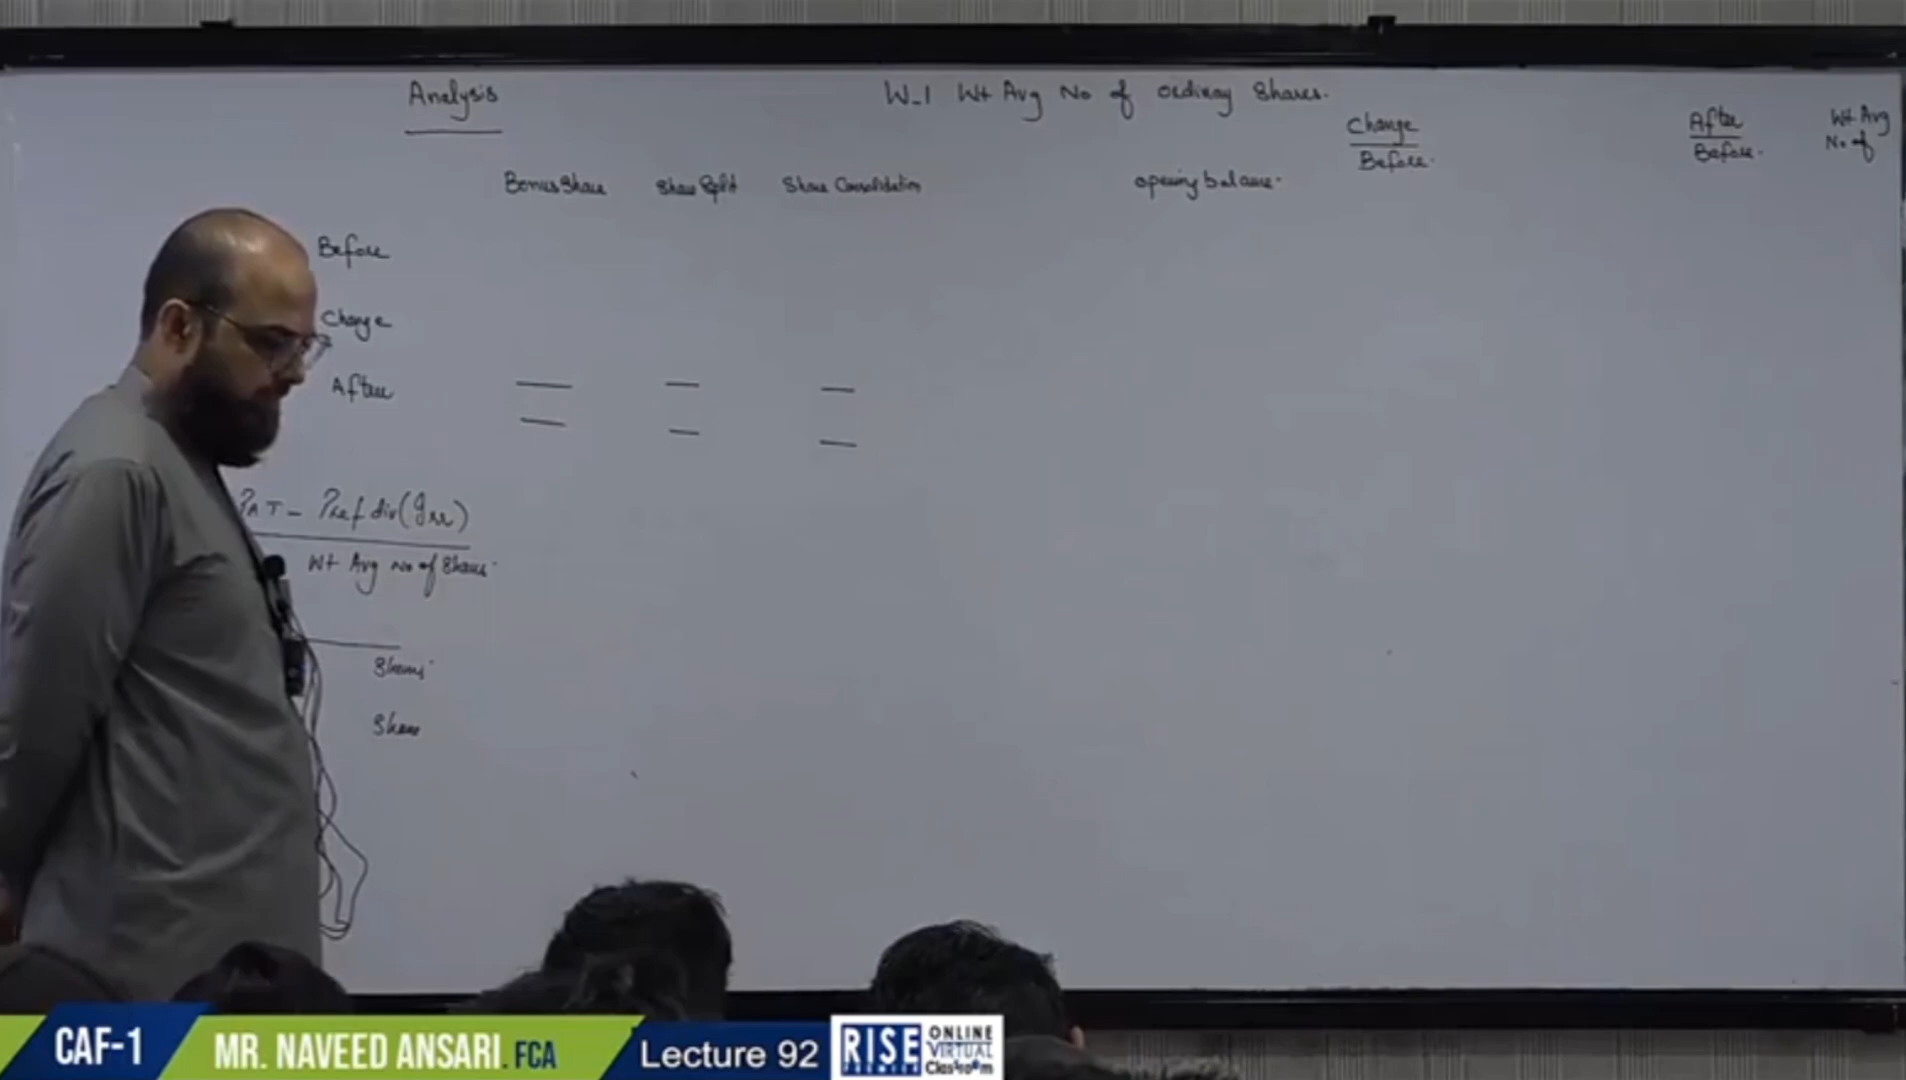 Analysis
W-1 Wt Avg No of ordinary Shares.
Change
Before.
After
Before.
Wt Avg
No of
Bonus Share Share Split Share Consolidation
opening balance.
Before
Change
After
PAT - Pref div (Irr)
Wt Avg no of Shares
Shares
Share
CAF-1
MR. NAVEED ANSARI. FCA
Lecture 92
RISE
PREMIER
ONLINE
VIRTUAL
Classroom